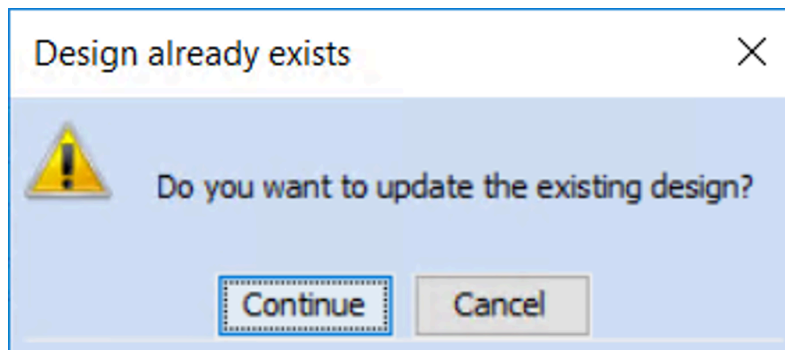 Design already exists
Do you want to update the existing design?
Continue Cancel